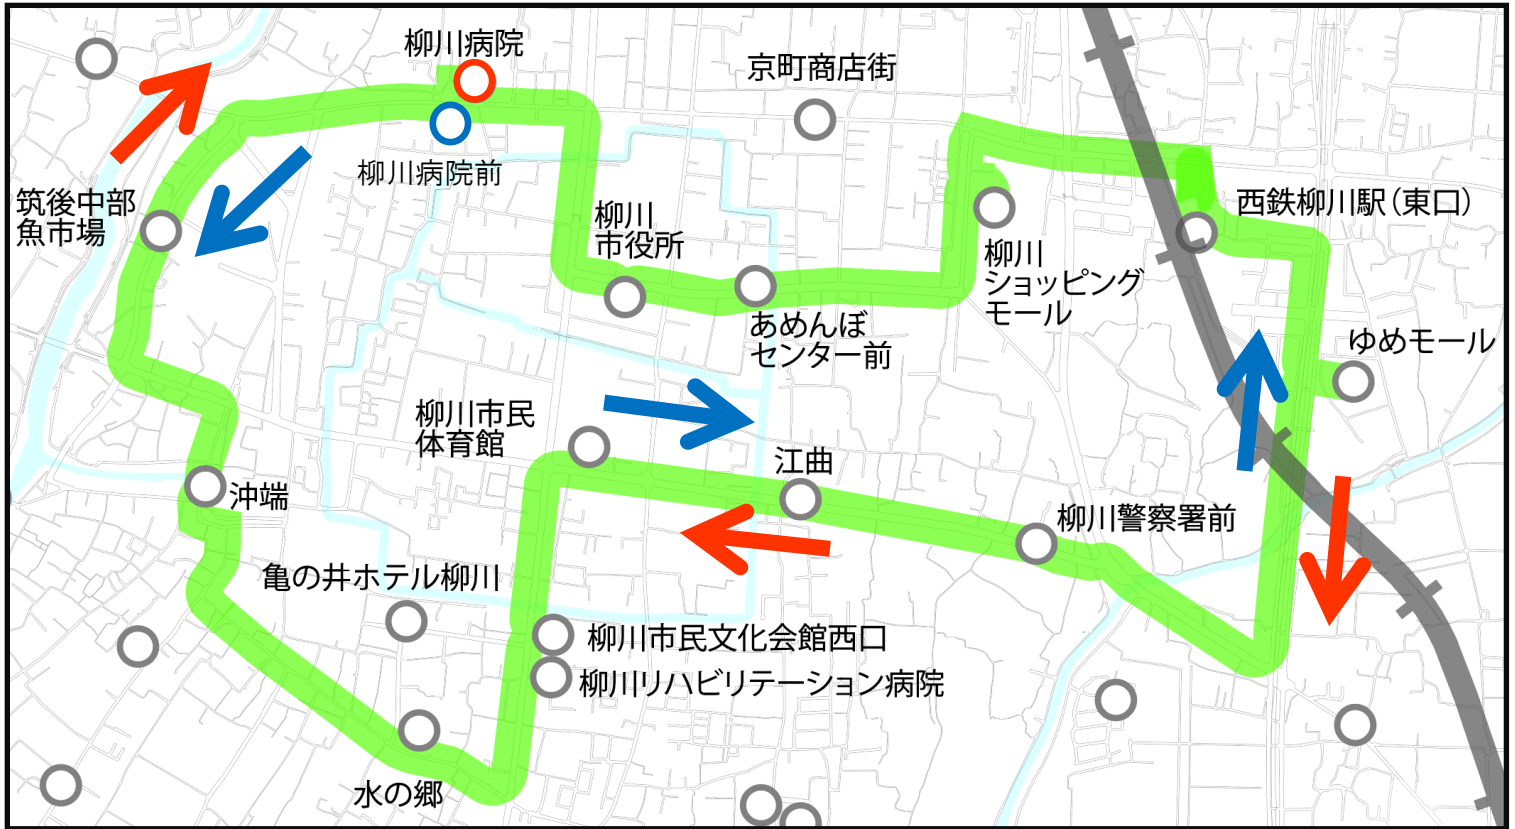 柳川病院
京町商店街
柳川病院前
筑後中部
魚市場
西鉄柳川駅（東口）
柳川
市役所
柳川
ショッピング
モール
あめんぼ
センター前
ゆめモール
柳川市民
体育館
江曲
沖端
柳川警察署前
亀の井ホテル柳川
柳川市民文化会館西口
柳川リハビリテーション病院
水の郷